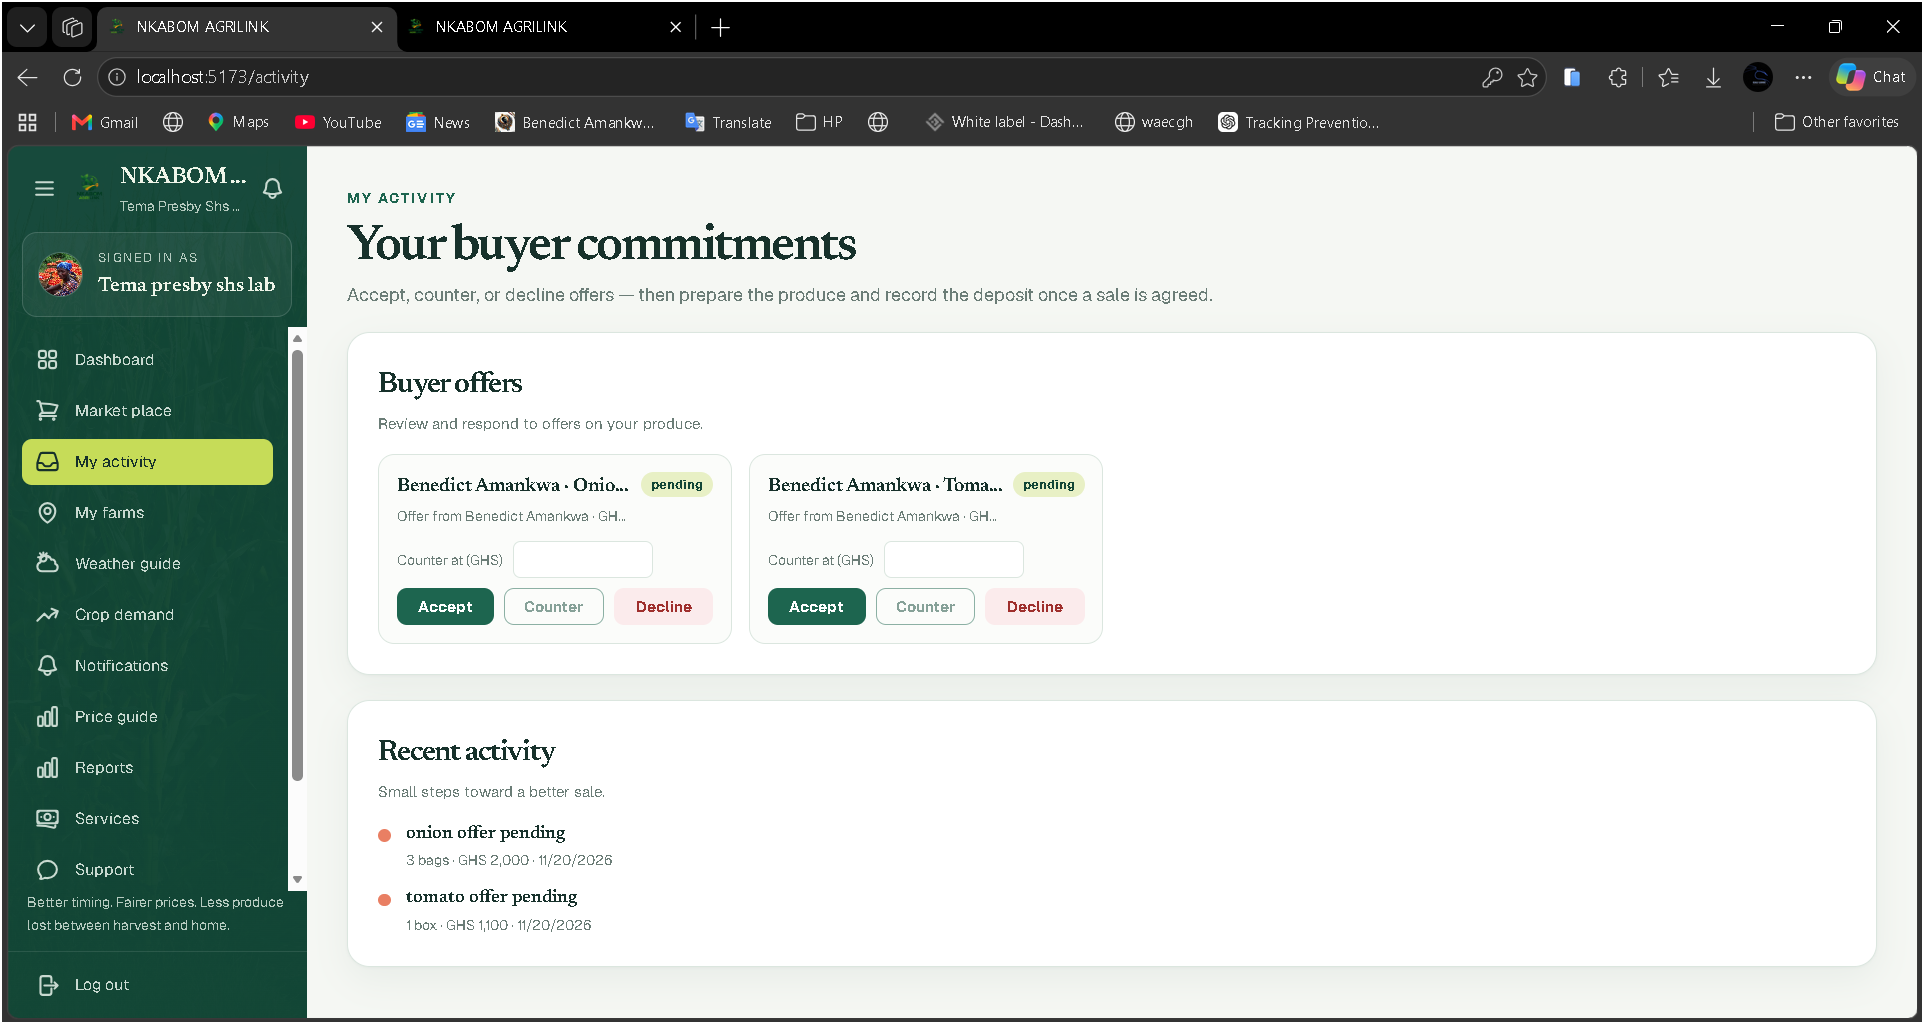 NKABOM AGRILINK
NKABOM AGRILINK
localhost:5173/activity
Chat
Gmail
Maps
YouTube
News
Benedict Amankw...
Translate
HP
White label - Dash...
waecgh
Tracking Preventio...
Other favorites
NKABOM...
Tema Presby Shs ...
SIGNED IN AS
Tema presby shs lab
Dashboard
Market place
My activity
My farms
Weather guide
Crop demand
Notifications
Price guide
Reports
Services
Support
Better timing. Fairer prices. Less produce
lost between harvest and home.
Log out
MY ACTIVITY
Your buyer commitments
Accept, counter, or decline offers — then prepare the produce and record the deposit once a sale is agreed.
Buyer offers
Review and respond to offers on your produce.
Benedict Amankwa · Onio... pending
Offer from Benedict Amankwa · GH...
Counter at (GHS)
Accept Counter Decline
Benedict Amankwa · Toma... pending
Offer from Benedict Amankwa · GH...
Counter at (GHS)
Accept Counter Decline
Recent activity
Small steps toward a better sale.
onion offer pending
3 bags · GHS 2,000 · 11/20/2026
tomato offer pending
1 box · GHS 1,100 · 11/20/2026